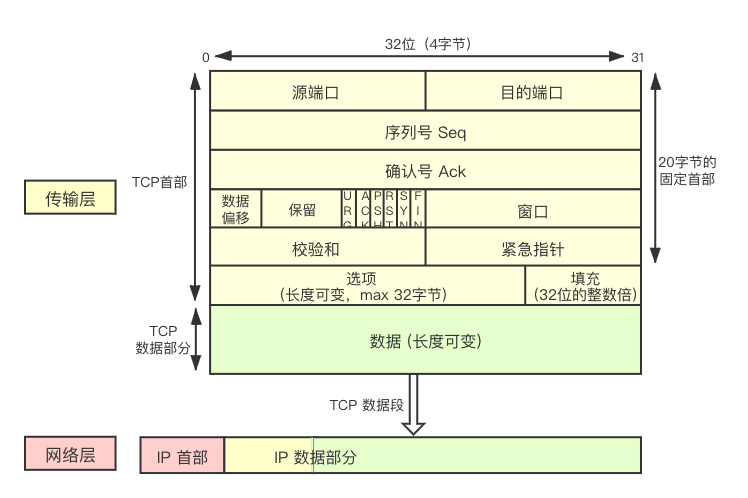 32位（4字节）
0
31
源端口
目的端口
序列号 Seq
确认号 Ack
TCP首部
20字节的
固定首部
传输层
数据
偏移
保留
URG
ACK
PSH
RST
SYN
FIN
窗口
校验和
紧急指针
选项
（长度可变，max 32字节）
填充
（32位的整数倍）
TCP
数据部分
数据 (长度可变)
TCP 数据段
网络层
IP 首部
IP 数据部分